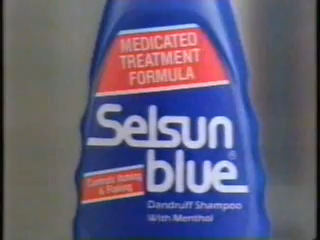 MEDICATED
TREATMENT
FORMULA
Selsun
blue®
Controls Itching
& Flaking
Dandruff Shampoo
With Menthol